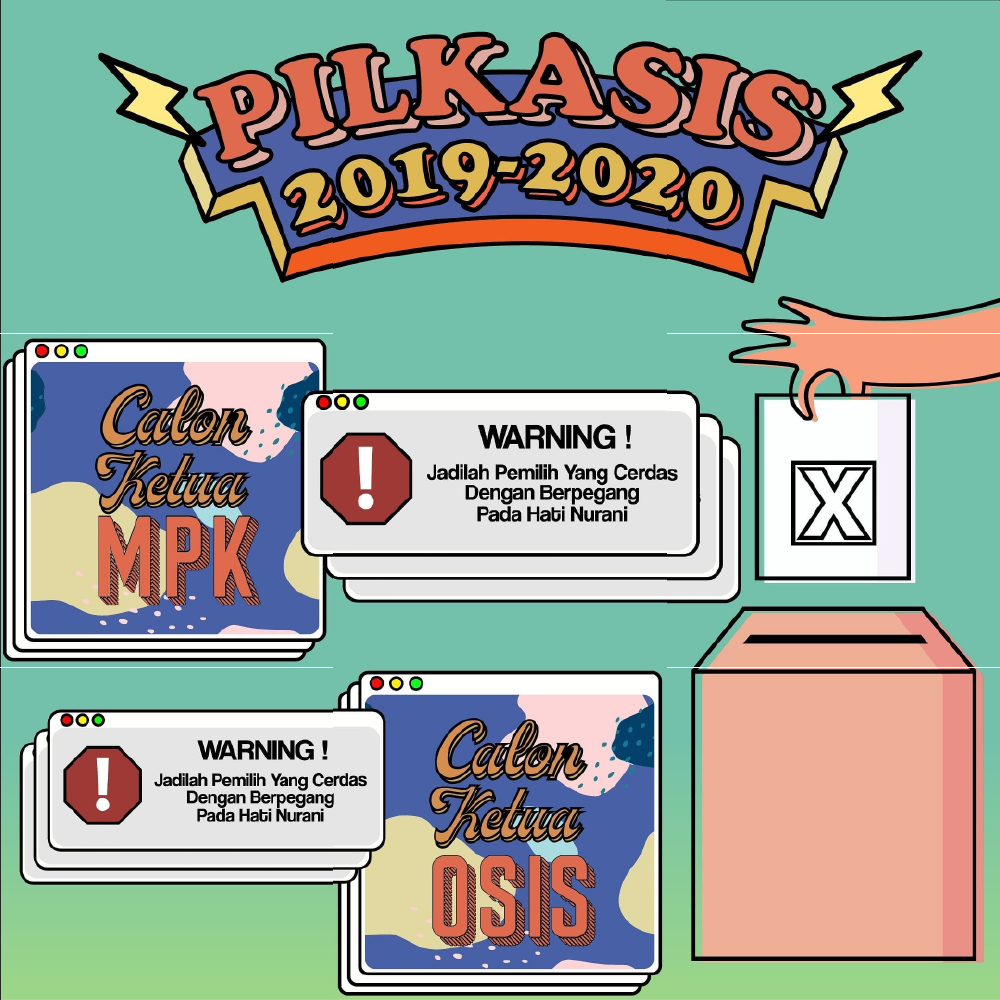 PILKASIS
2019-2020
Calon
Ketua
MPK
WARNING !
Jadilah Pemilih Yang Cerdas
Dengan Berpegang
Pada Hati Nurani
X
WARNING !
Jadilah Pemilih Yang Cerdas
Dengan Berpegang
Pada Hati Nurani
Calon
Ketua
OSIS